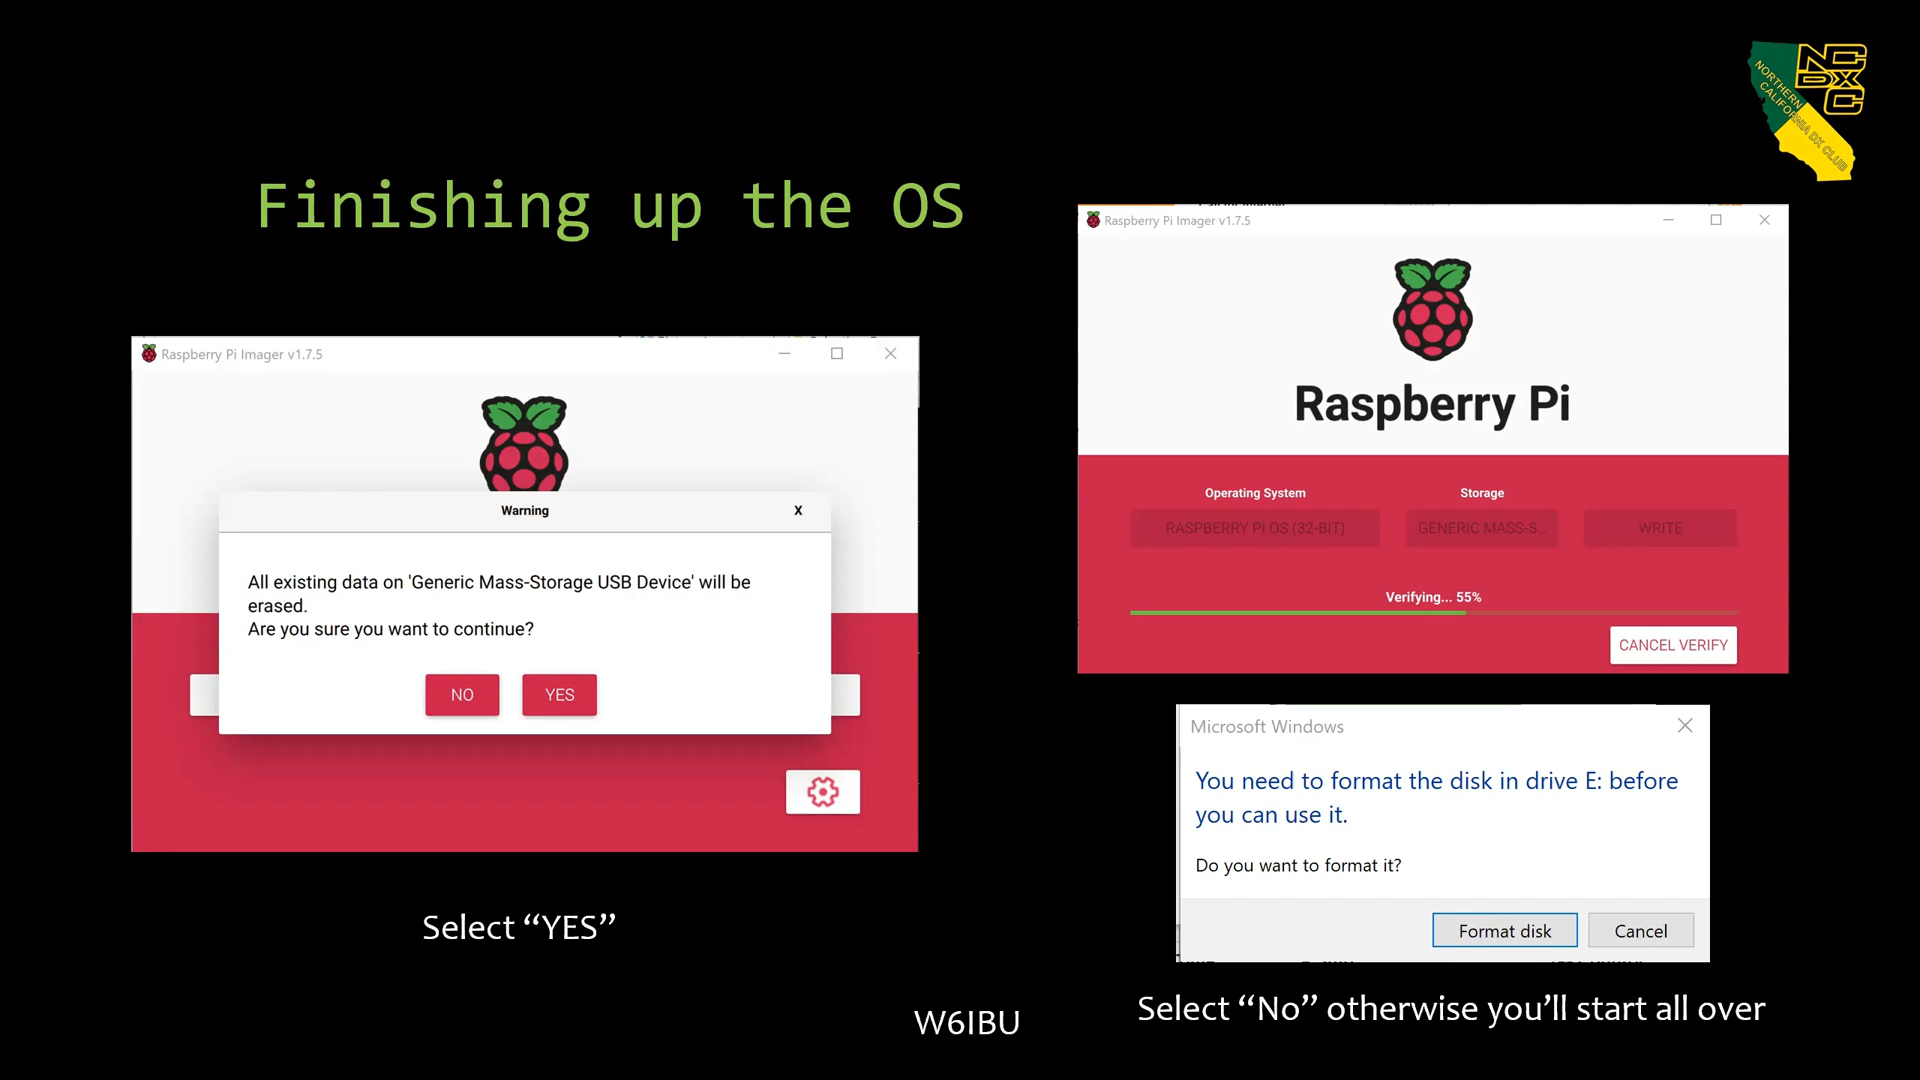 NCDXC
NORTHERN
CALIFORNIA DX CLUB
Finishing up the OS
Raspberry Pi Imager v1.7.5
Warning
X
All existing data on 'Generic Mass-Storage USB Device' will be
erased.
Are you sure you want to continue?
NO
YES
Select “YES”
Raspberry Pi Imager v1.7.5
Raspberry Pi
Operating System
Storage
RASPBERRY PI OS (32-BIT)
GENERIC MASS-S...
WRITE
Verifying... 55%
CANCEL VERIFY
Microsoft Windows
You need to format the disk in drive E: before
you can use it.
Do you want to format it?
Format disk
Cancel
Select “No” otherwise you’ll start all over
W6IBU